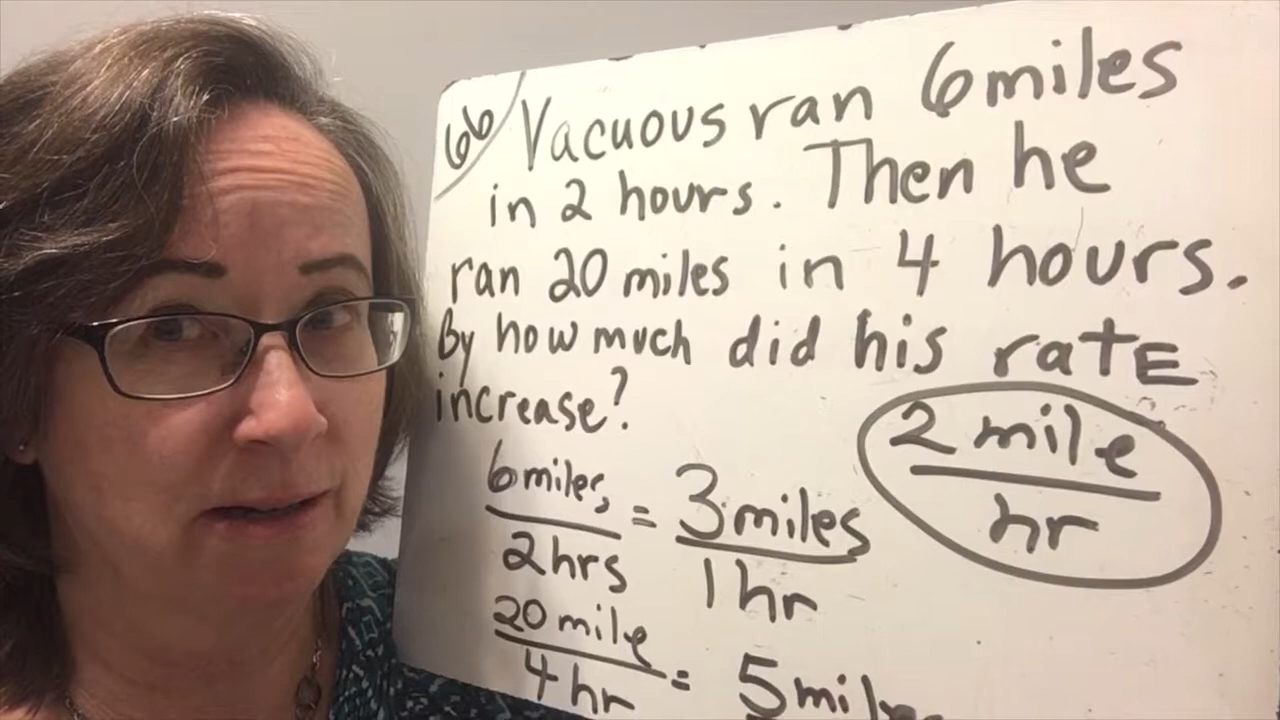 66 Vacuous ran 6 miles
in 2 hours. Then he
ran 20 miles in 4 hours.
By how much did his ratE
increase?
2 mile
hr
6 miles
2 hrs
=
3 miles
1 hr
20 mile
4 hr
=
5